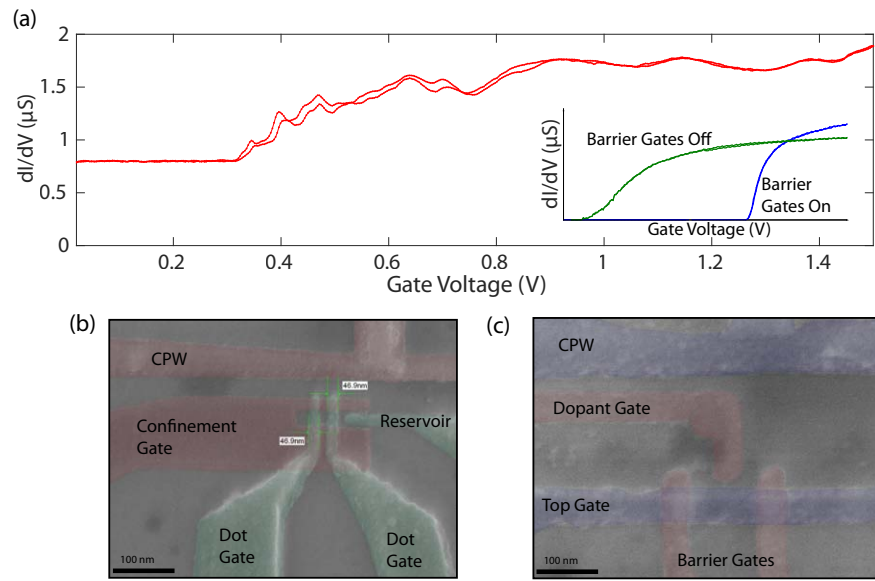 (a)
2
1.5
1
0.5
0
dI/dV (µS)
0.2
0.4
0.6
0.8
1
1.2
1.4
Gate Voltage (V)
dI/dV (µS)
Barrier Gates Off
Barrier
Gates On
Gate Voltage (V)
(b)
CPW
46.9nm
Confinement
Gate
Reservoir
46.9nm
Dot
Gate
Dot
Gate
100 nm
(c)
CPW
Dopant Gate
Top Gate
Barrier Gates
100 nm